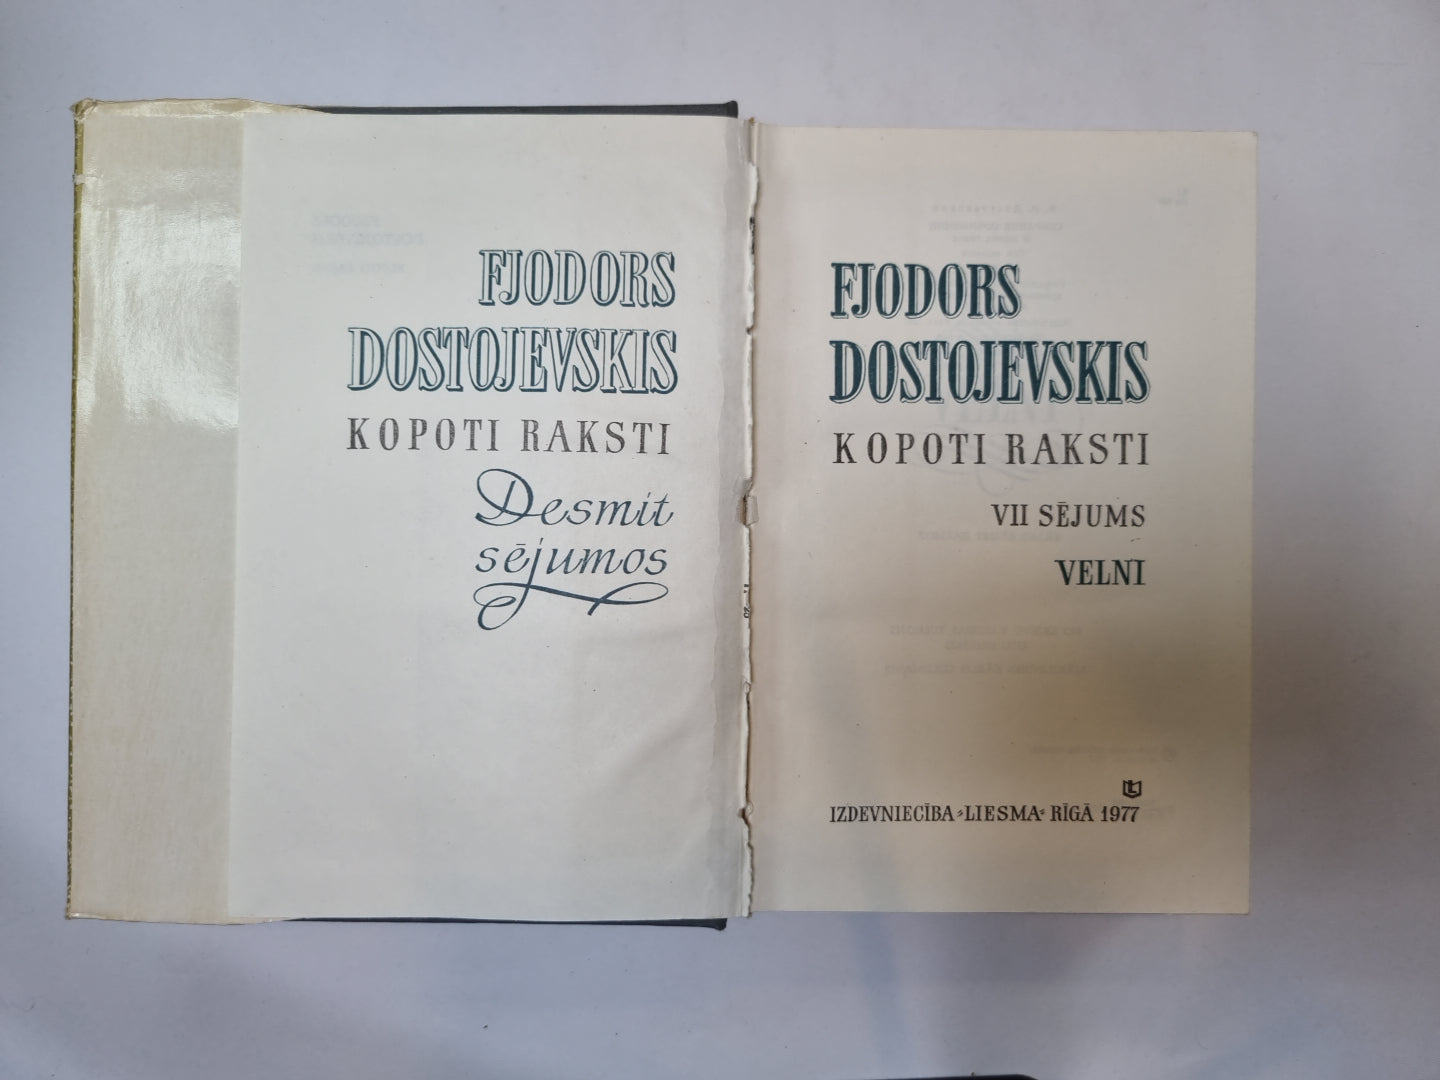 FJODORS
DOSTOJEVSKIS
KOPOTI RAKSTI
Desmit
sējumos
FJODORS
DOSTOJEVSKIS
KOPOTI RAKSTI
VII SĒJUMS
VELNI
IZDEVNIECĪBA «LIESMA» RĪGĀ 1977